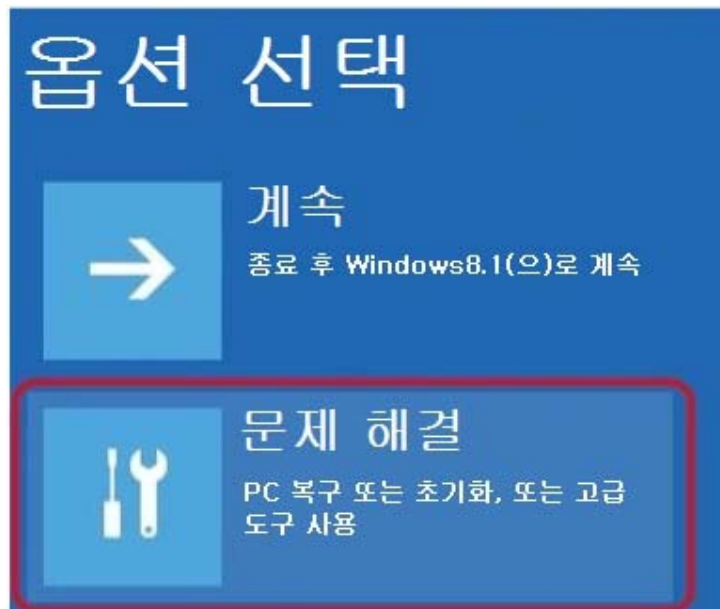 옵션 선택
계속
종료 후 Windows8.1(으)로 계속
문제 해결
PC 복구 또는 초기화, 또는 고급
도구 사용